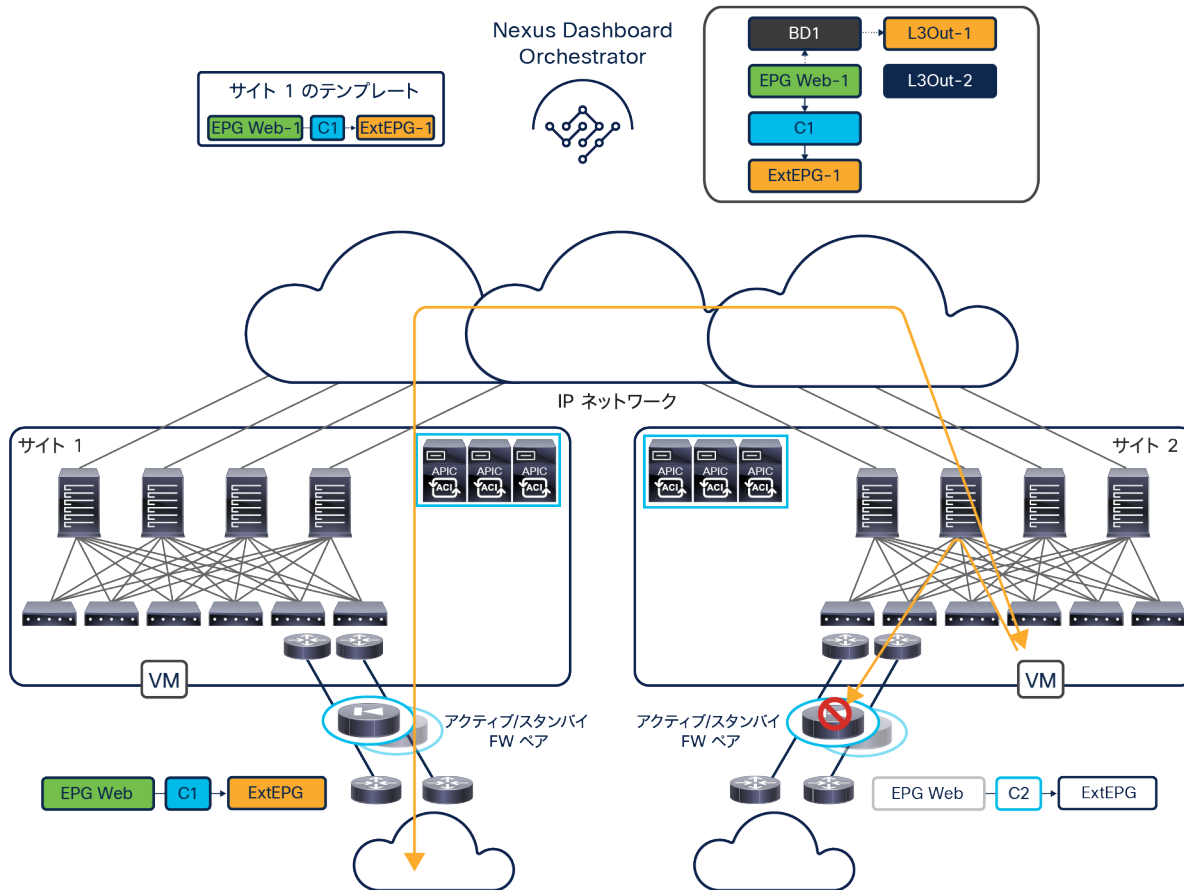 Nexus Dashboard
Orchestrator
サイト 1 のテンプレート
EPG Web-1
C1
ExtEPG-1
BD1
L3Out-1
EPG Web-1
L3Out-2
C1
ExtEPG-1
IP ネットワーク
サイト 1
APIC
ACI
APIC
ACI
APIC
ACI
APIC
ACI
APIC
ACI
APIC
ACI
サイト 2
VM
VM
アクティブ/スタンバイ
FW ペア
アクティブ/スタンバイ
FW ペア
EPG Web
C1
ExtEPG
EPG Web
C2
ExtEPG